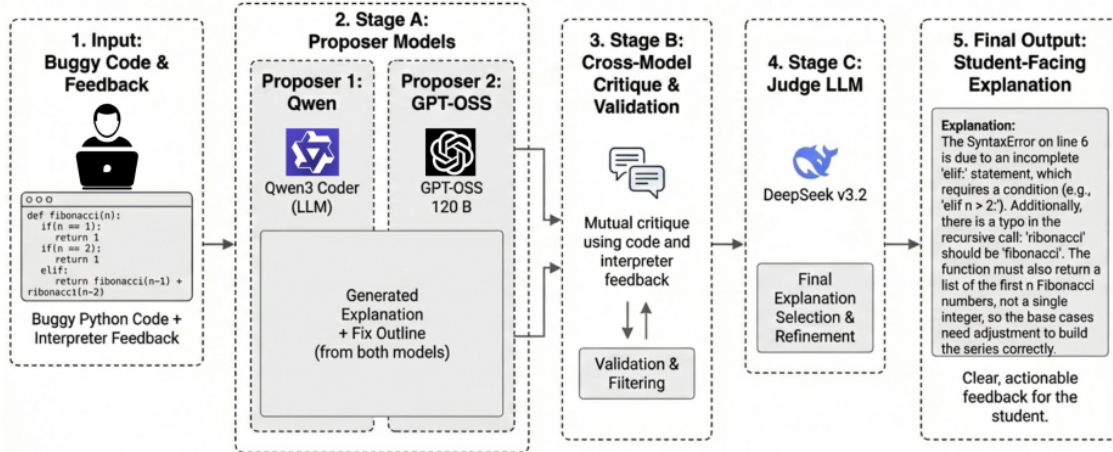 1. Input:
Buggy Code &
Feedback
def fibonacci(n):
if(n == 1):
return 1
if(n == 2):
return 1
elif:
return fibonacci(n-1) +
ribonacci(n-2)
Buggy Python Code +
Interpreter Feedback
2. Stage A:
Proposer Models
Proposer 1:
Qwen
Qwen3 Coder
(LLM)
Proposer 2:
GPT-OSS
GPT-OSS
120 B
Generated
Explanation
+ Fix Outline
(from both models)
3. Stage B:
Cross-Model
Critique &
Validation
Mutual critique
using code and
interpreter
feedback
Validation &
Fiitering
4. Stage C:
Judge LLM
DeepSeek v3.2
Final
Explanation
Selection &
Refinement
5. Final Output:
Student-Facing
Explanation
Explanation:
The SyntaxError on line 6
is due to an incomplete
'elif:' statement, which
requires a condition (e.g.,
'elif n > 2:'). Additionally,
there is a typo in the
recursive call: 'ribonacci'
should be 'fibonacci'. The
function must also return a
list of the first n Fibonacci
numbers, not a single
integer, so the base cases
need adjustment to build
the series correctly.
Clear, actionable
feedback for the
student.